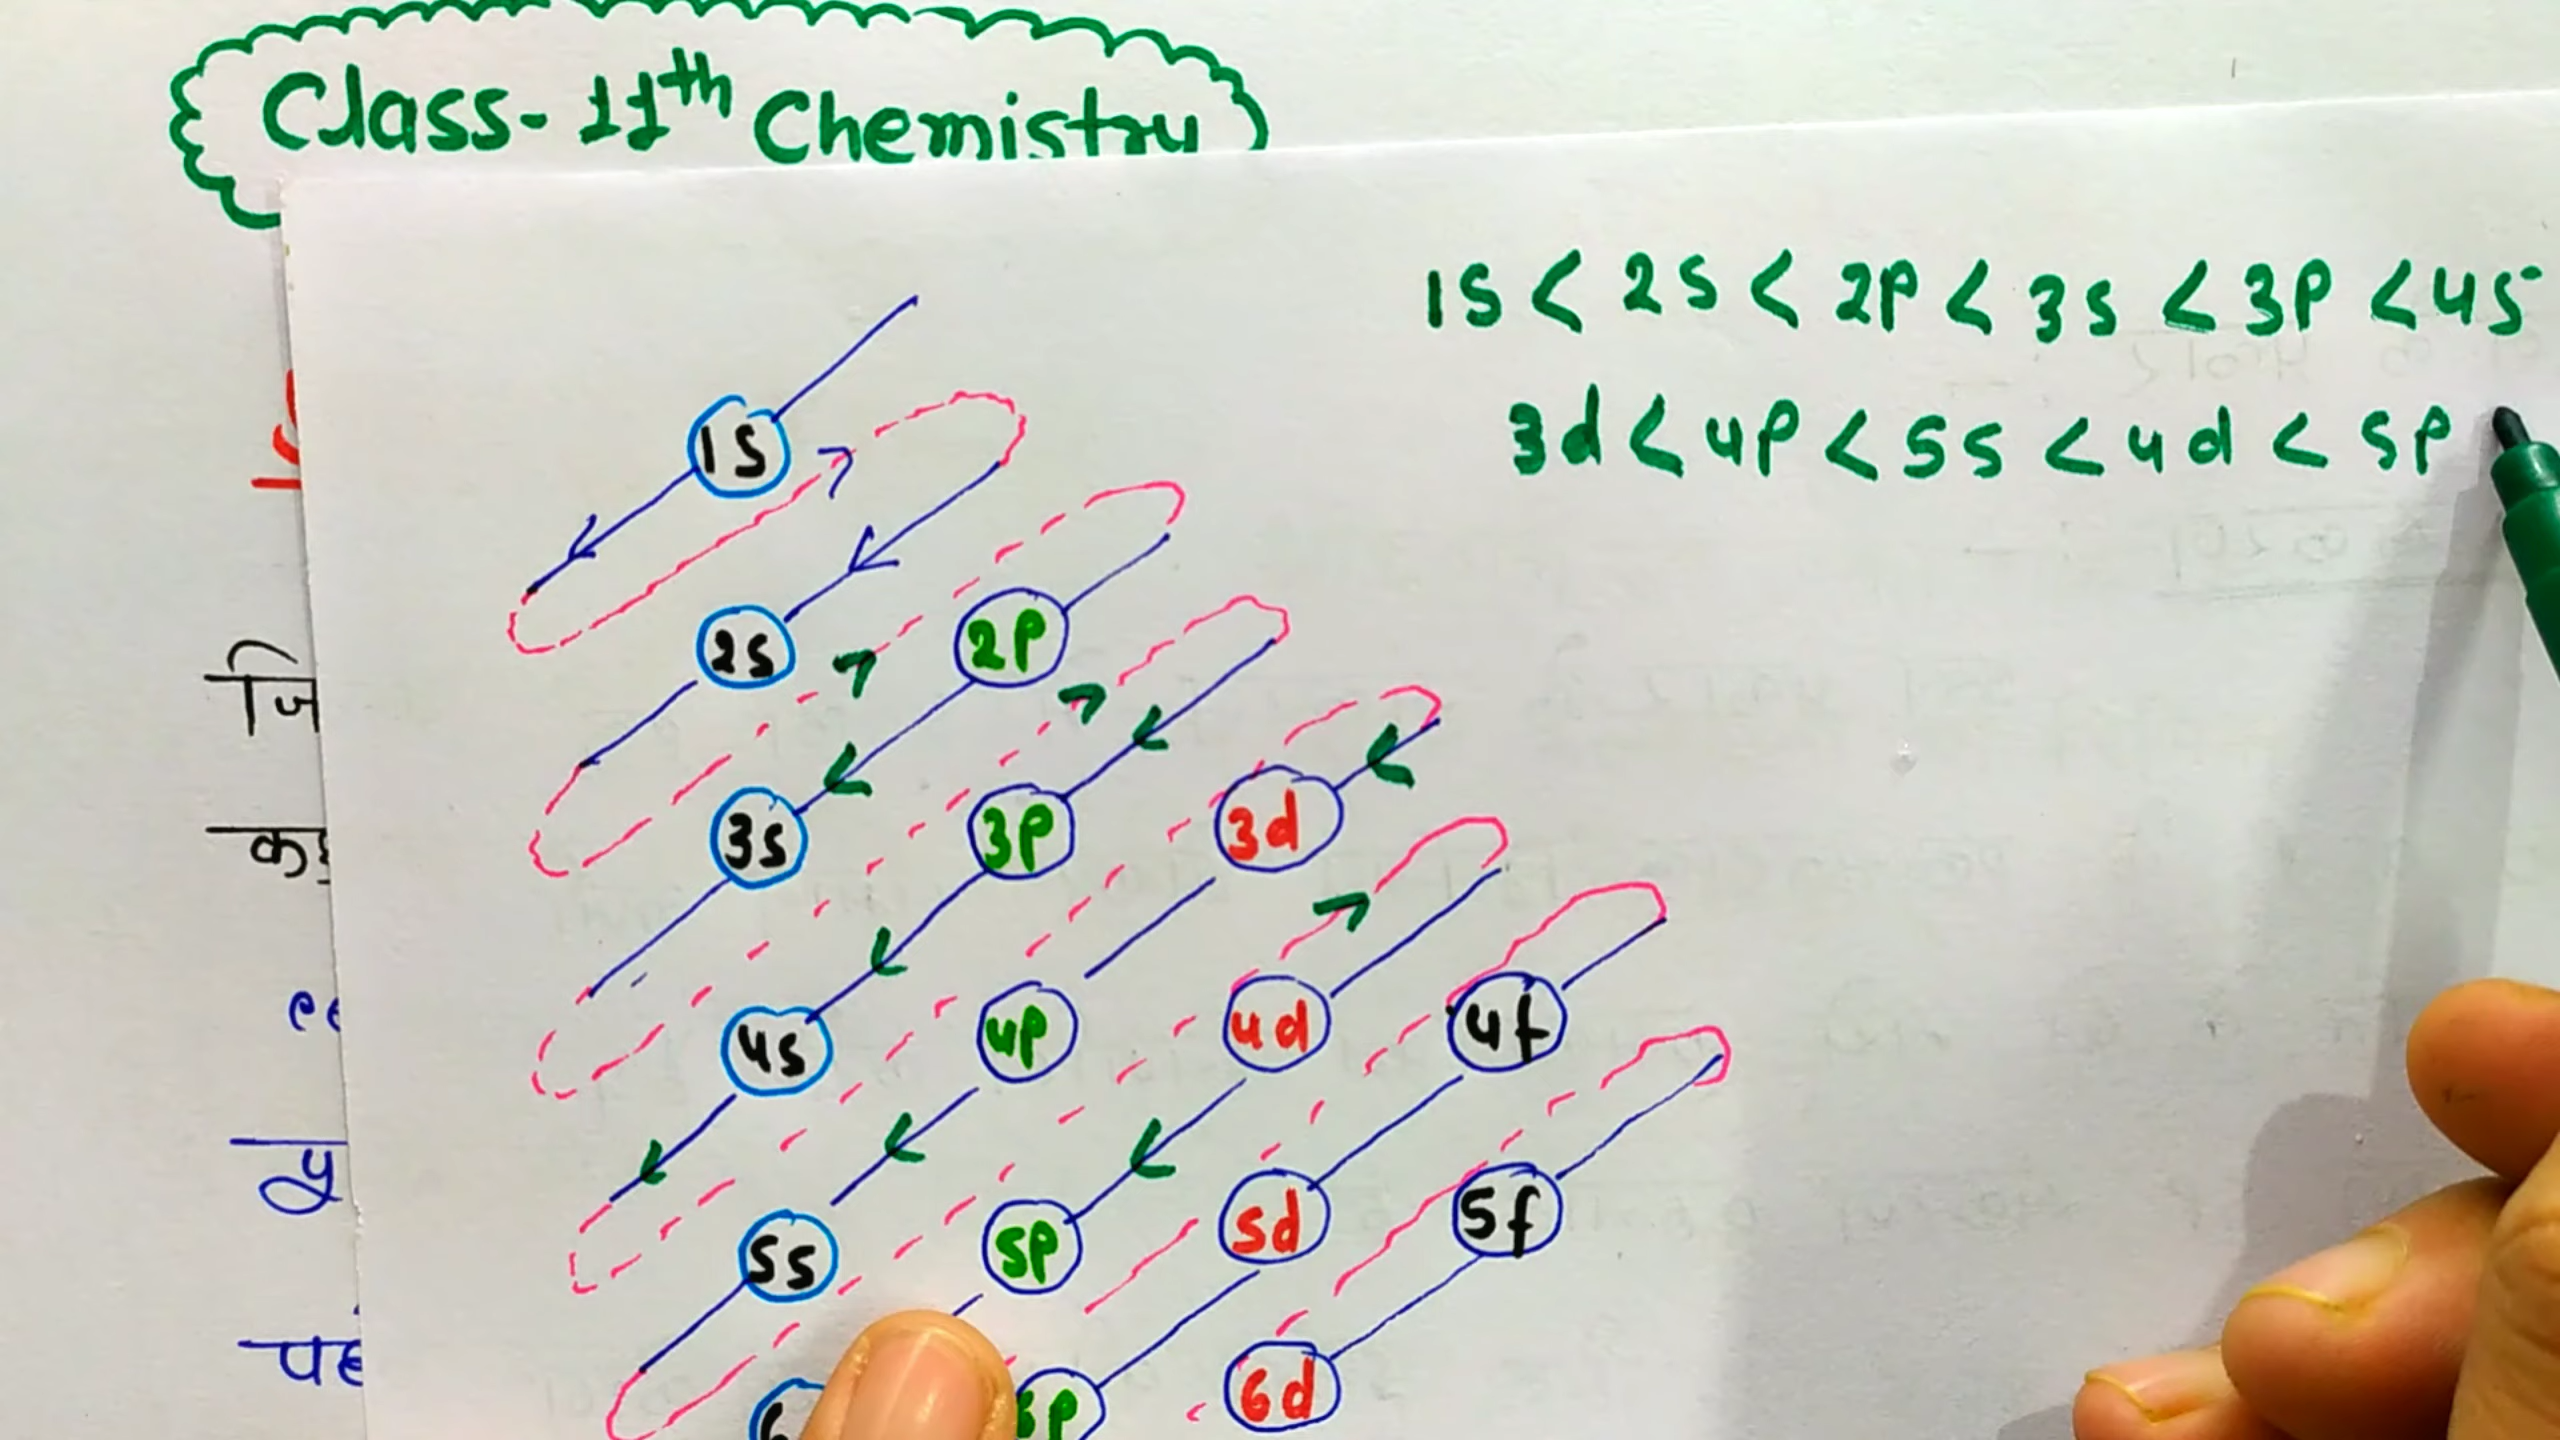 Class-11th Chemistry
1s < 2s < 2p < 3s < 3p < 4s
3d < 4p < 5s < 4d < 5p
1s
2s 2p
3s 3p 3d
4s 4p 4d 4f
5s 5p 5d 5f
6p 6d
जि